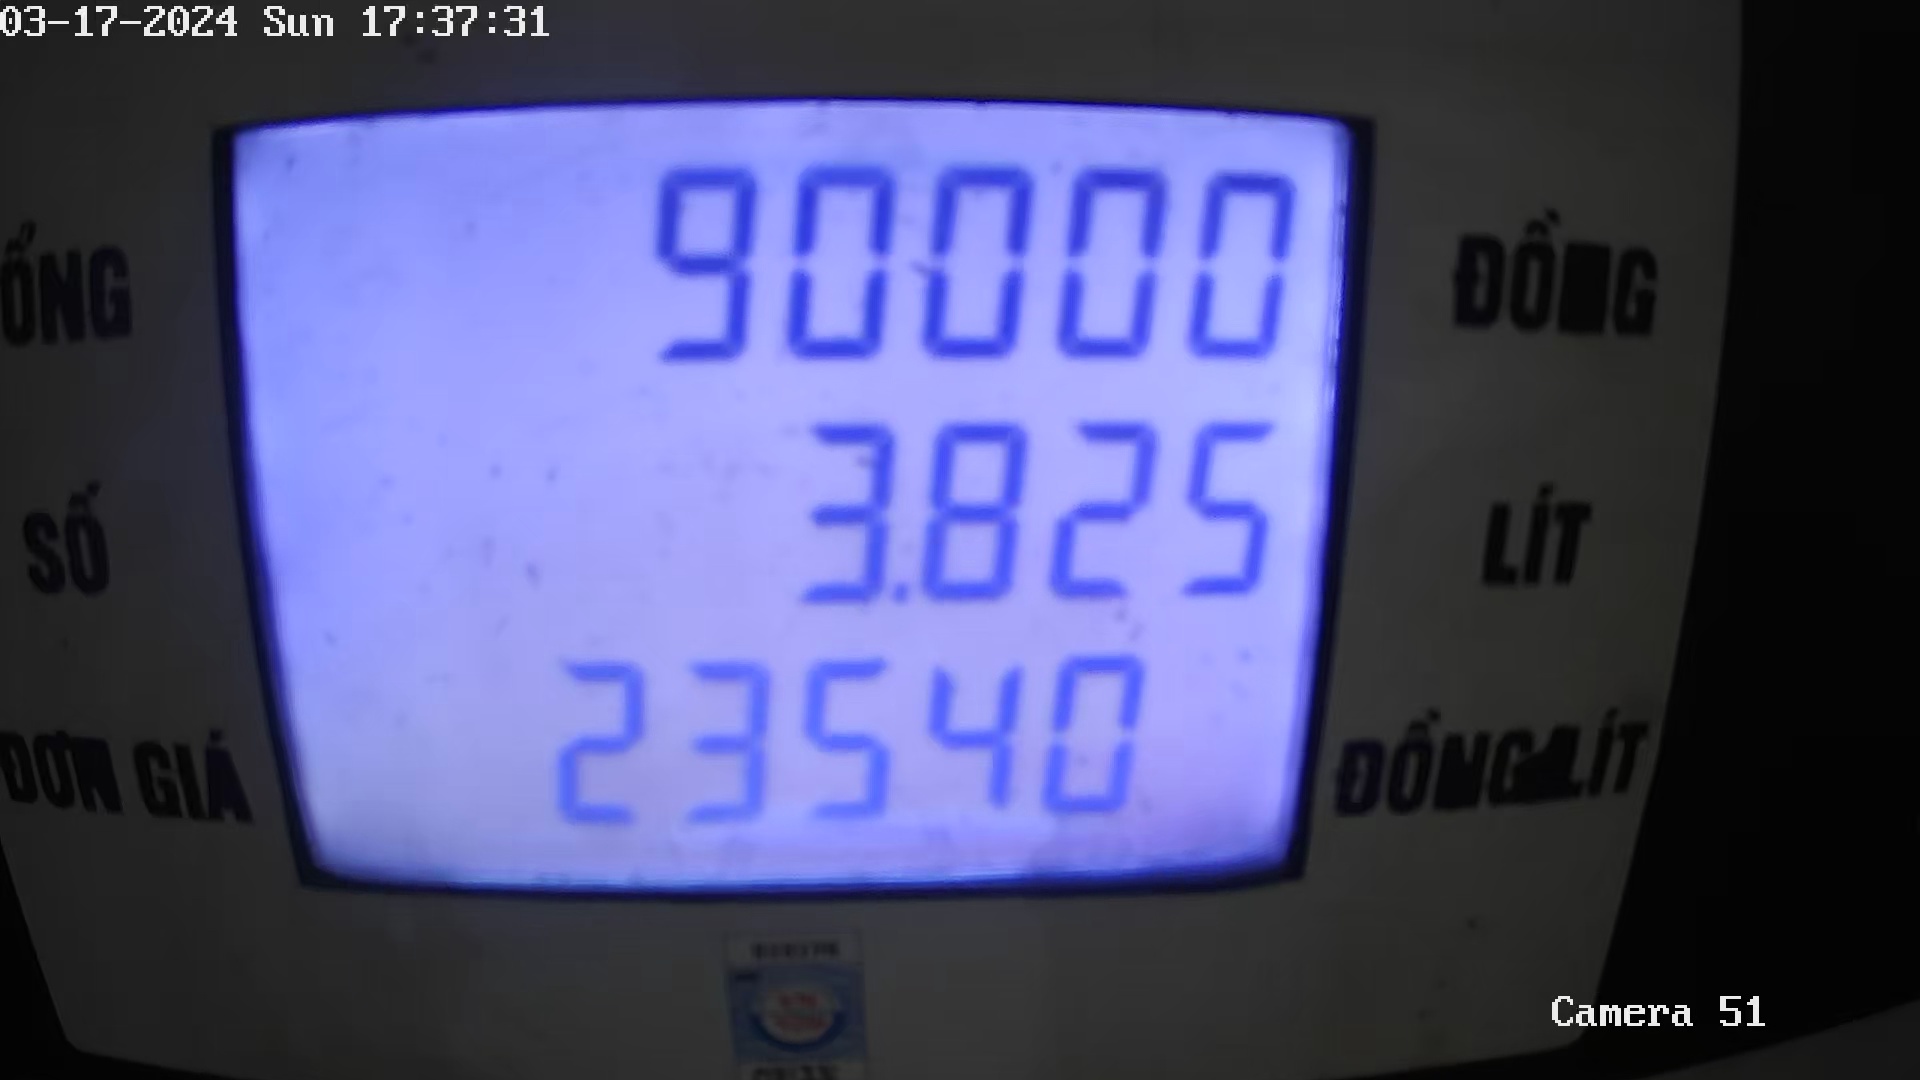 03-17-2024 Sun 17:37:31
90000
ĐỒNG
SỐ
3.825
LÍT
ĐƠN GIÁ
23540
ĐỒNG/LÍT
Camera 51